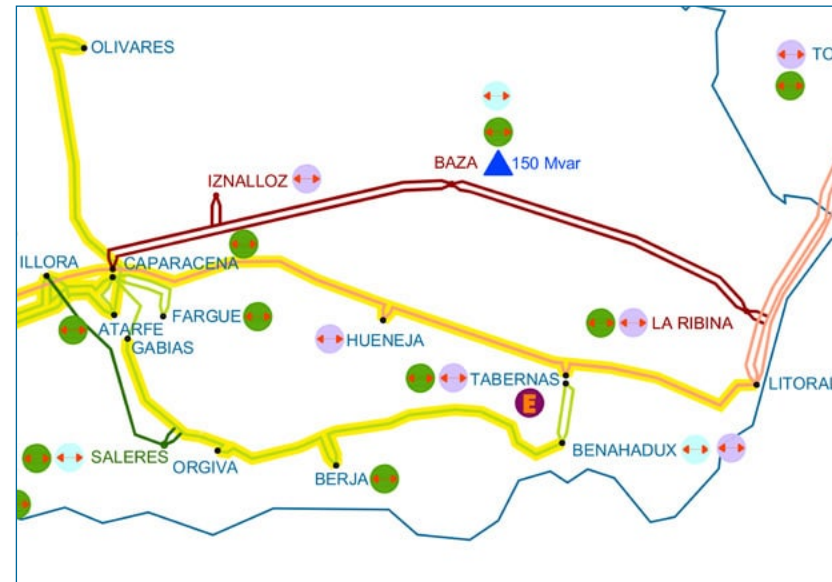 OLIVARES
TO
BAZA 150 Mvar
IZNALLOZ
ILLORA
CAPARACENA
ATARFE
FARGUE
GABIAS
HUENEJA
LA RIBINA
TABERNAS
E
LITORAL
SALERES
ORGIVA
BENAHADUX
BERJA